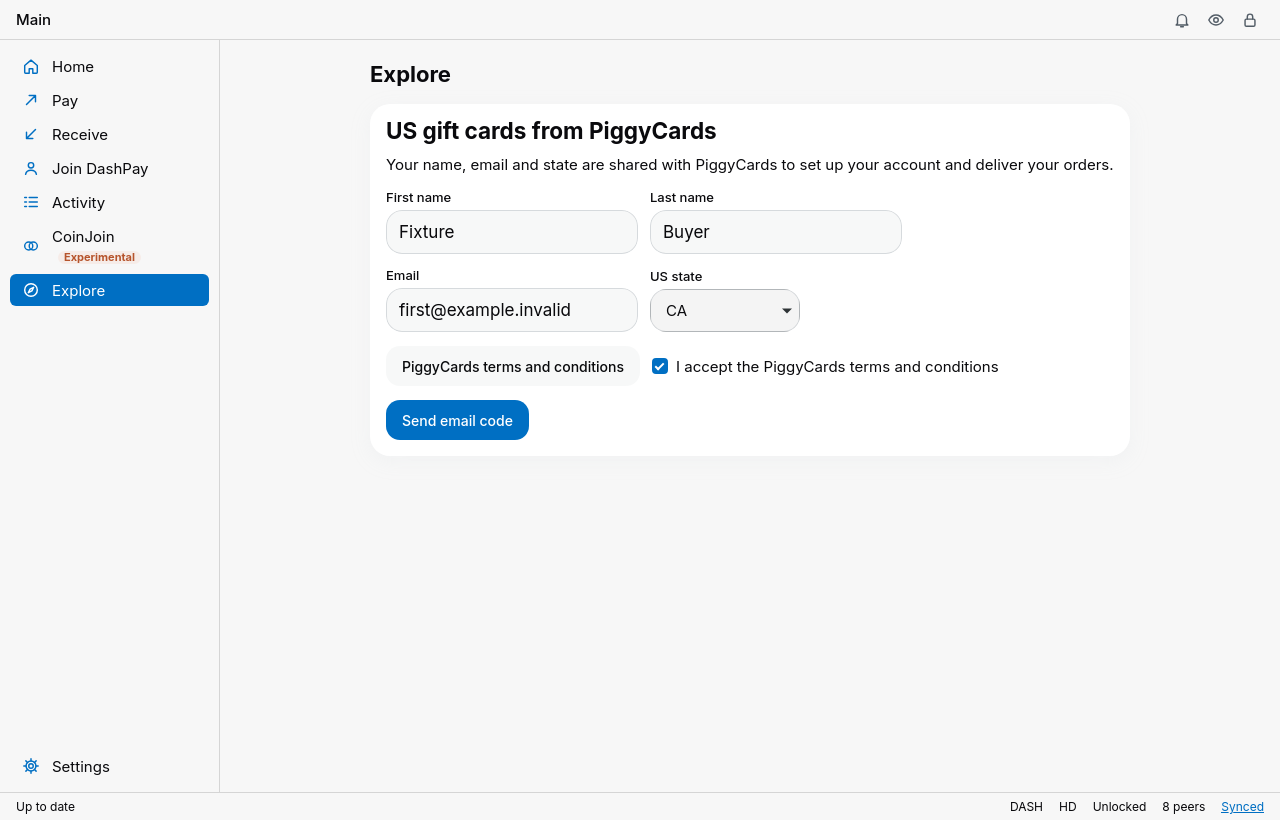 Main
Home
Pay
Receive
Join DashPay
Activity
CoinJoin
Experimental
Explore
Settings
Explore
US gift cards from PiggyCards
Your name, email and state are shared with PiggyCards to set up your account and deliver your orders.
First name
Last name
Fixture
Buyer
Email
US state
first@example.invalid
CA
PiggyCards terms and conditions
I accept the PiggyCards terms and conditions
Send email code
Up to date
DASH
HD
Unlocked
8 peers
Synced